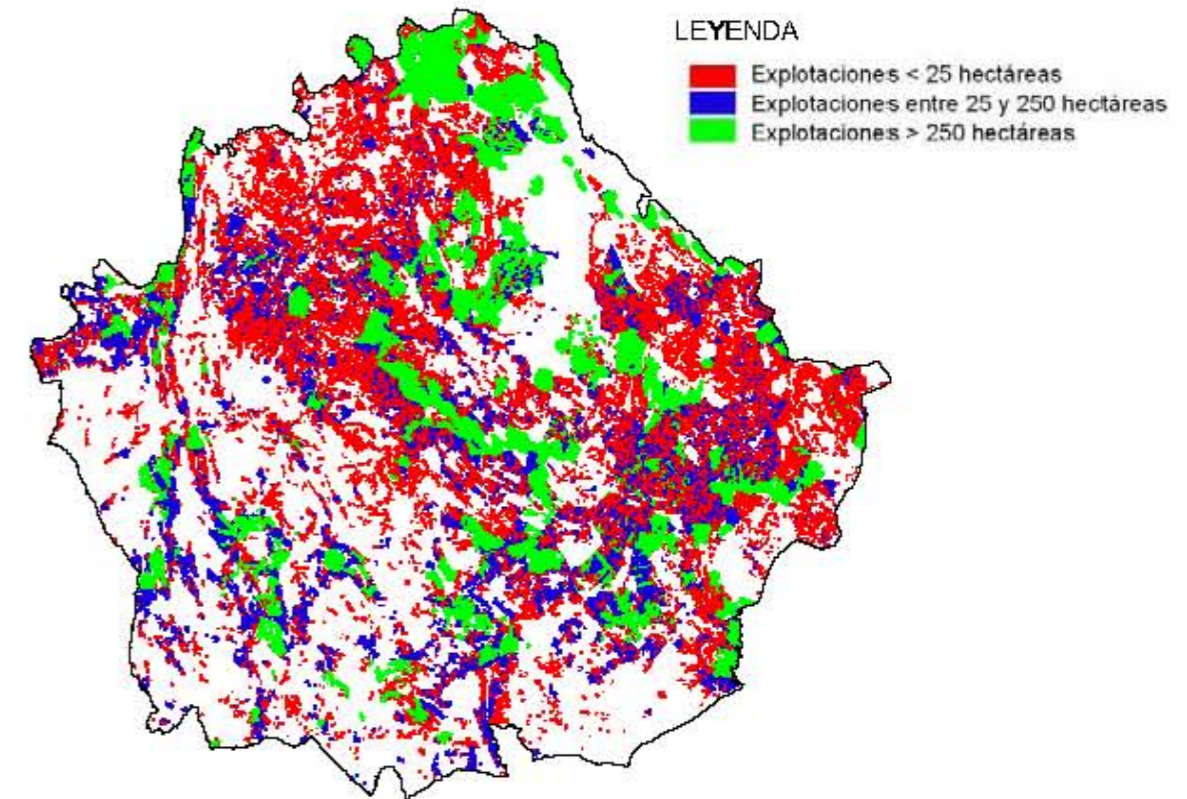 LEYENDA
Explotaciones < 25 hectáreas
Explotaciones entre 25 y 250 hectáreas
Explotaciones > 250 hectáreas